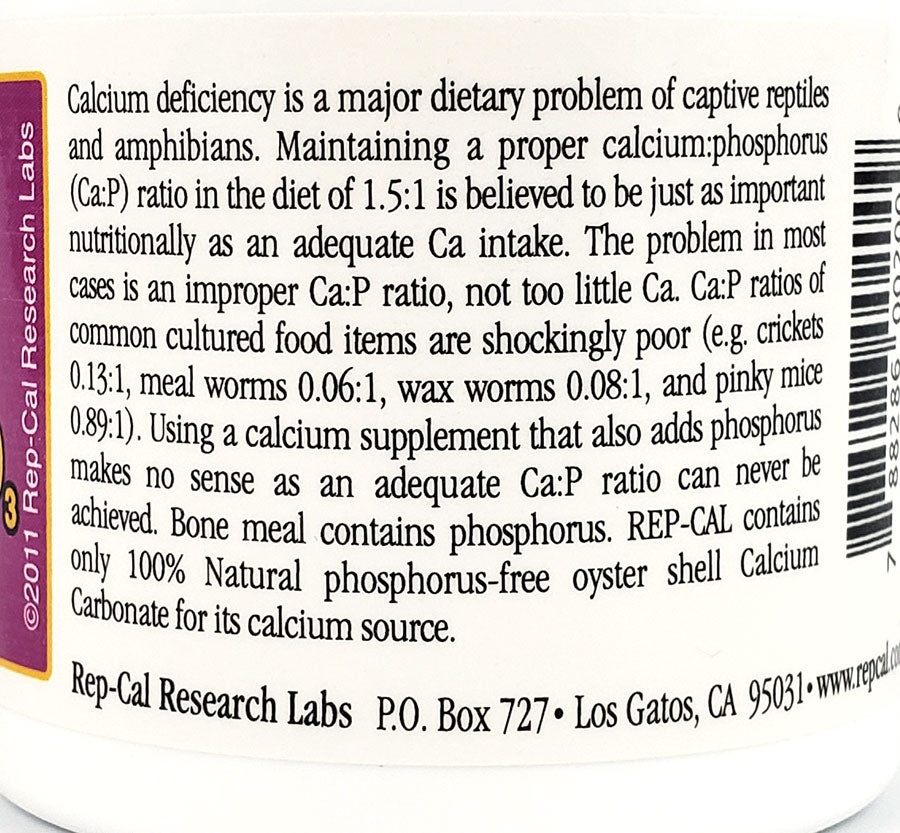 Calcium deficiency is a major dietary problem of captive reptiles
and amphibians. Maintaining a proper calcium:phosphorus
(Ca:P) ratio in the diet of 1.5:1 is believed to be just as important
nutritionally as an adequate Ca intake. The problem in most
cases is an improper Ca:P ratio, not too little Ca. Ca:P ratios of
common cultured food items are shockingly poor (e.g. crickets
0.13:1, meal worms 0.06:1, wax worms 0.08:1, and pinky mice
0.89:1). Using a calcium supplement that also adds phosphorus
makes no sense as an adequate Ca:P ratio can never be
achieved. Bone meal contains phosphorus. REP-CAL contains
only 100% Natural phosphorus-free oyster shell Calcium
Carbonate for its calcium source.
Rep-Cal Research Labs P.O. Box 727 • Los Gatos, CA 95031 • www.repcal.co
©2011 Rep-Cal Research Labs
3